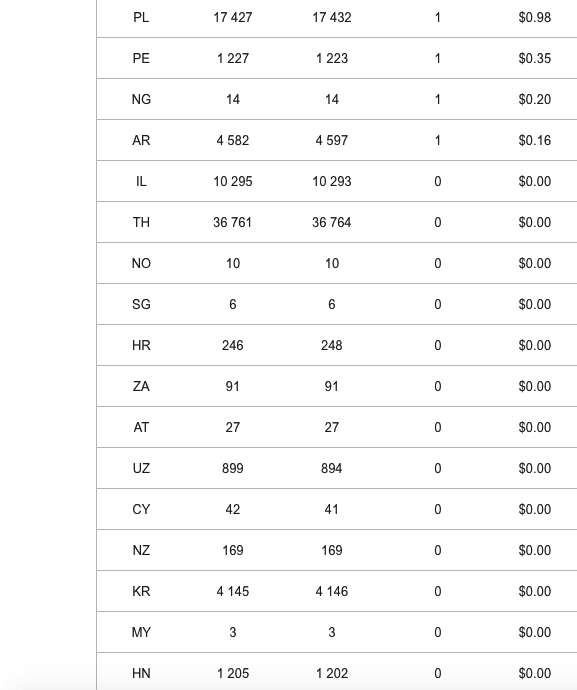 PL 17 427 17 432 1 $0.98
PE 1 227 1 223 1 $0.35
NG 14 14 1 $0.20
AR 4 582 4 597 1 $0.16
IL 10 295 10 293 0 $0.00
TH 36 761 36 764 0 $0.00
NO 10 10 0 $0.00
SG 6 6 0 $0.00
HR 246 248 0 $0.00
ZA 91 91 0 $0.00
AT 27 27 0 $0.00
UZ 899 894 0 $0.00
CY 42 41 0 $0.00
NZ 169 169 0 $0.00
KR 4 145 4 146 0 $0.00
MY 3 3 0 $0.00
HN 1 205 1 202 0 $0.00